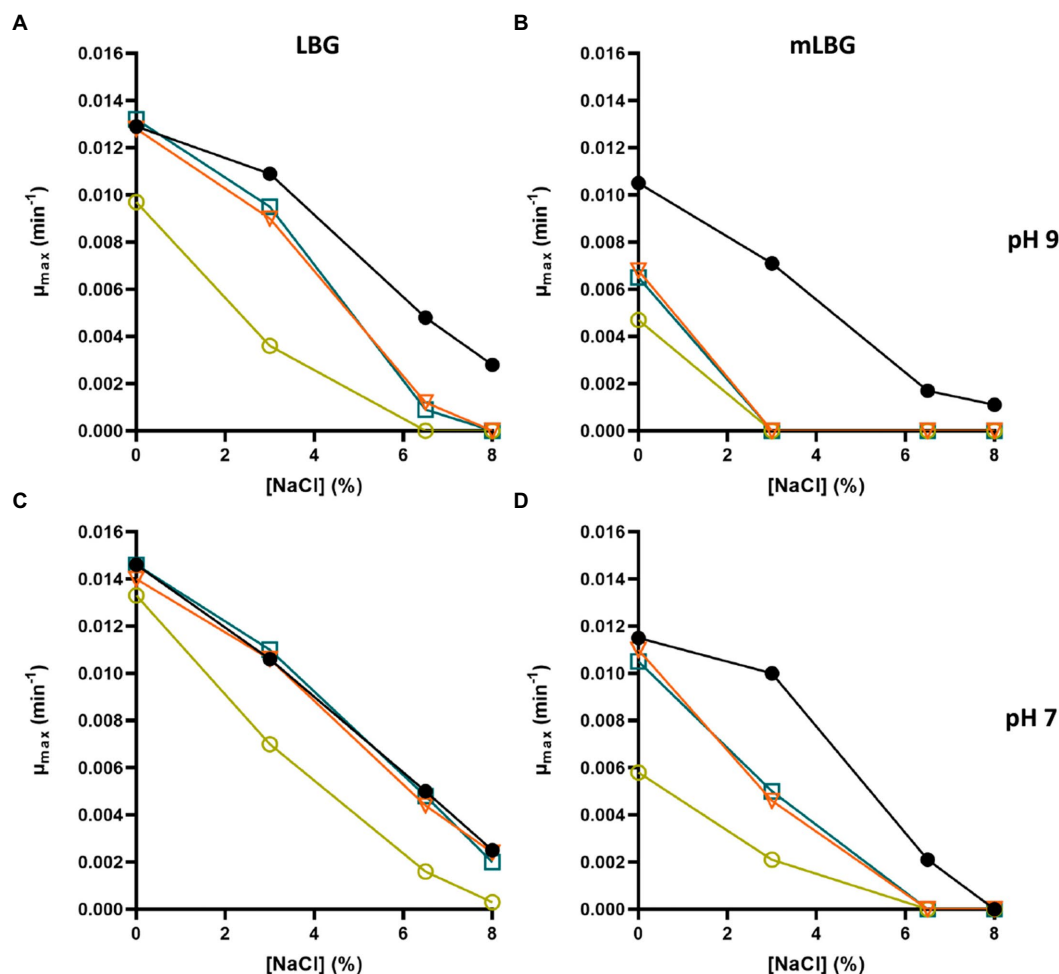 A
LBG
B
mLBG
0.016
0.014
0.012
0.010
0.008
0.006
0.004
0.002
0.000
μmax (min-1)
0 2 4 6 8
[NaCl] (%)
0.016
0.014
0.012
0.010
0.008
0.006
0.004
0.002
0.000
μmax (min-1)
0 2 4 6 8
[NaCl] (%)
pH 9
C
D
0.016
0.014
0.012
0.010
0.008
0.006
0.004
0.002
0.000
μmax (min-1)
0 2 4 6 8
[NaCl] (%)
0.016
0.014
0.012
0.010
0.008
0.006
0.004
0.002
0.000
μmax (min-1)
0 2 4 6 8
[NaCl] (%)
pH 7